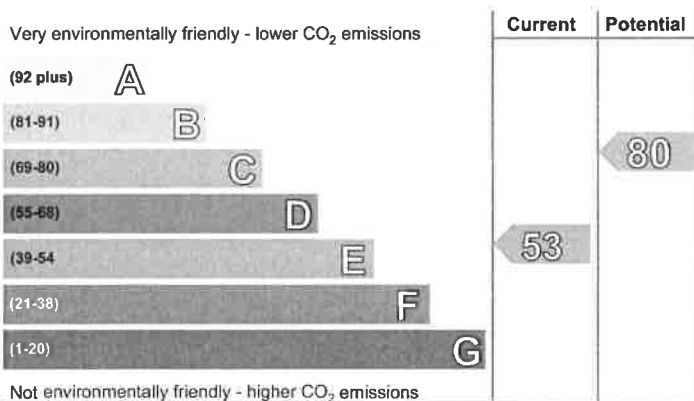 Current Potential
Very environmentally friendly - lower CO₂ emissions
(92 plus) A
(81-91) B
(69-80) C
80
(55-68) D
(39-54 E
53
(21-38) F
(1-20) G
Not environmentally friendly - higher CO₂ emissions